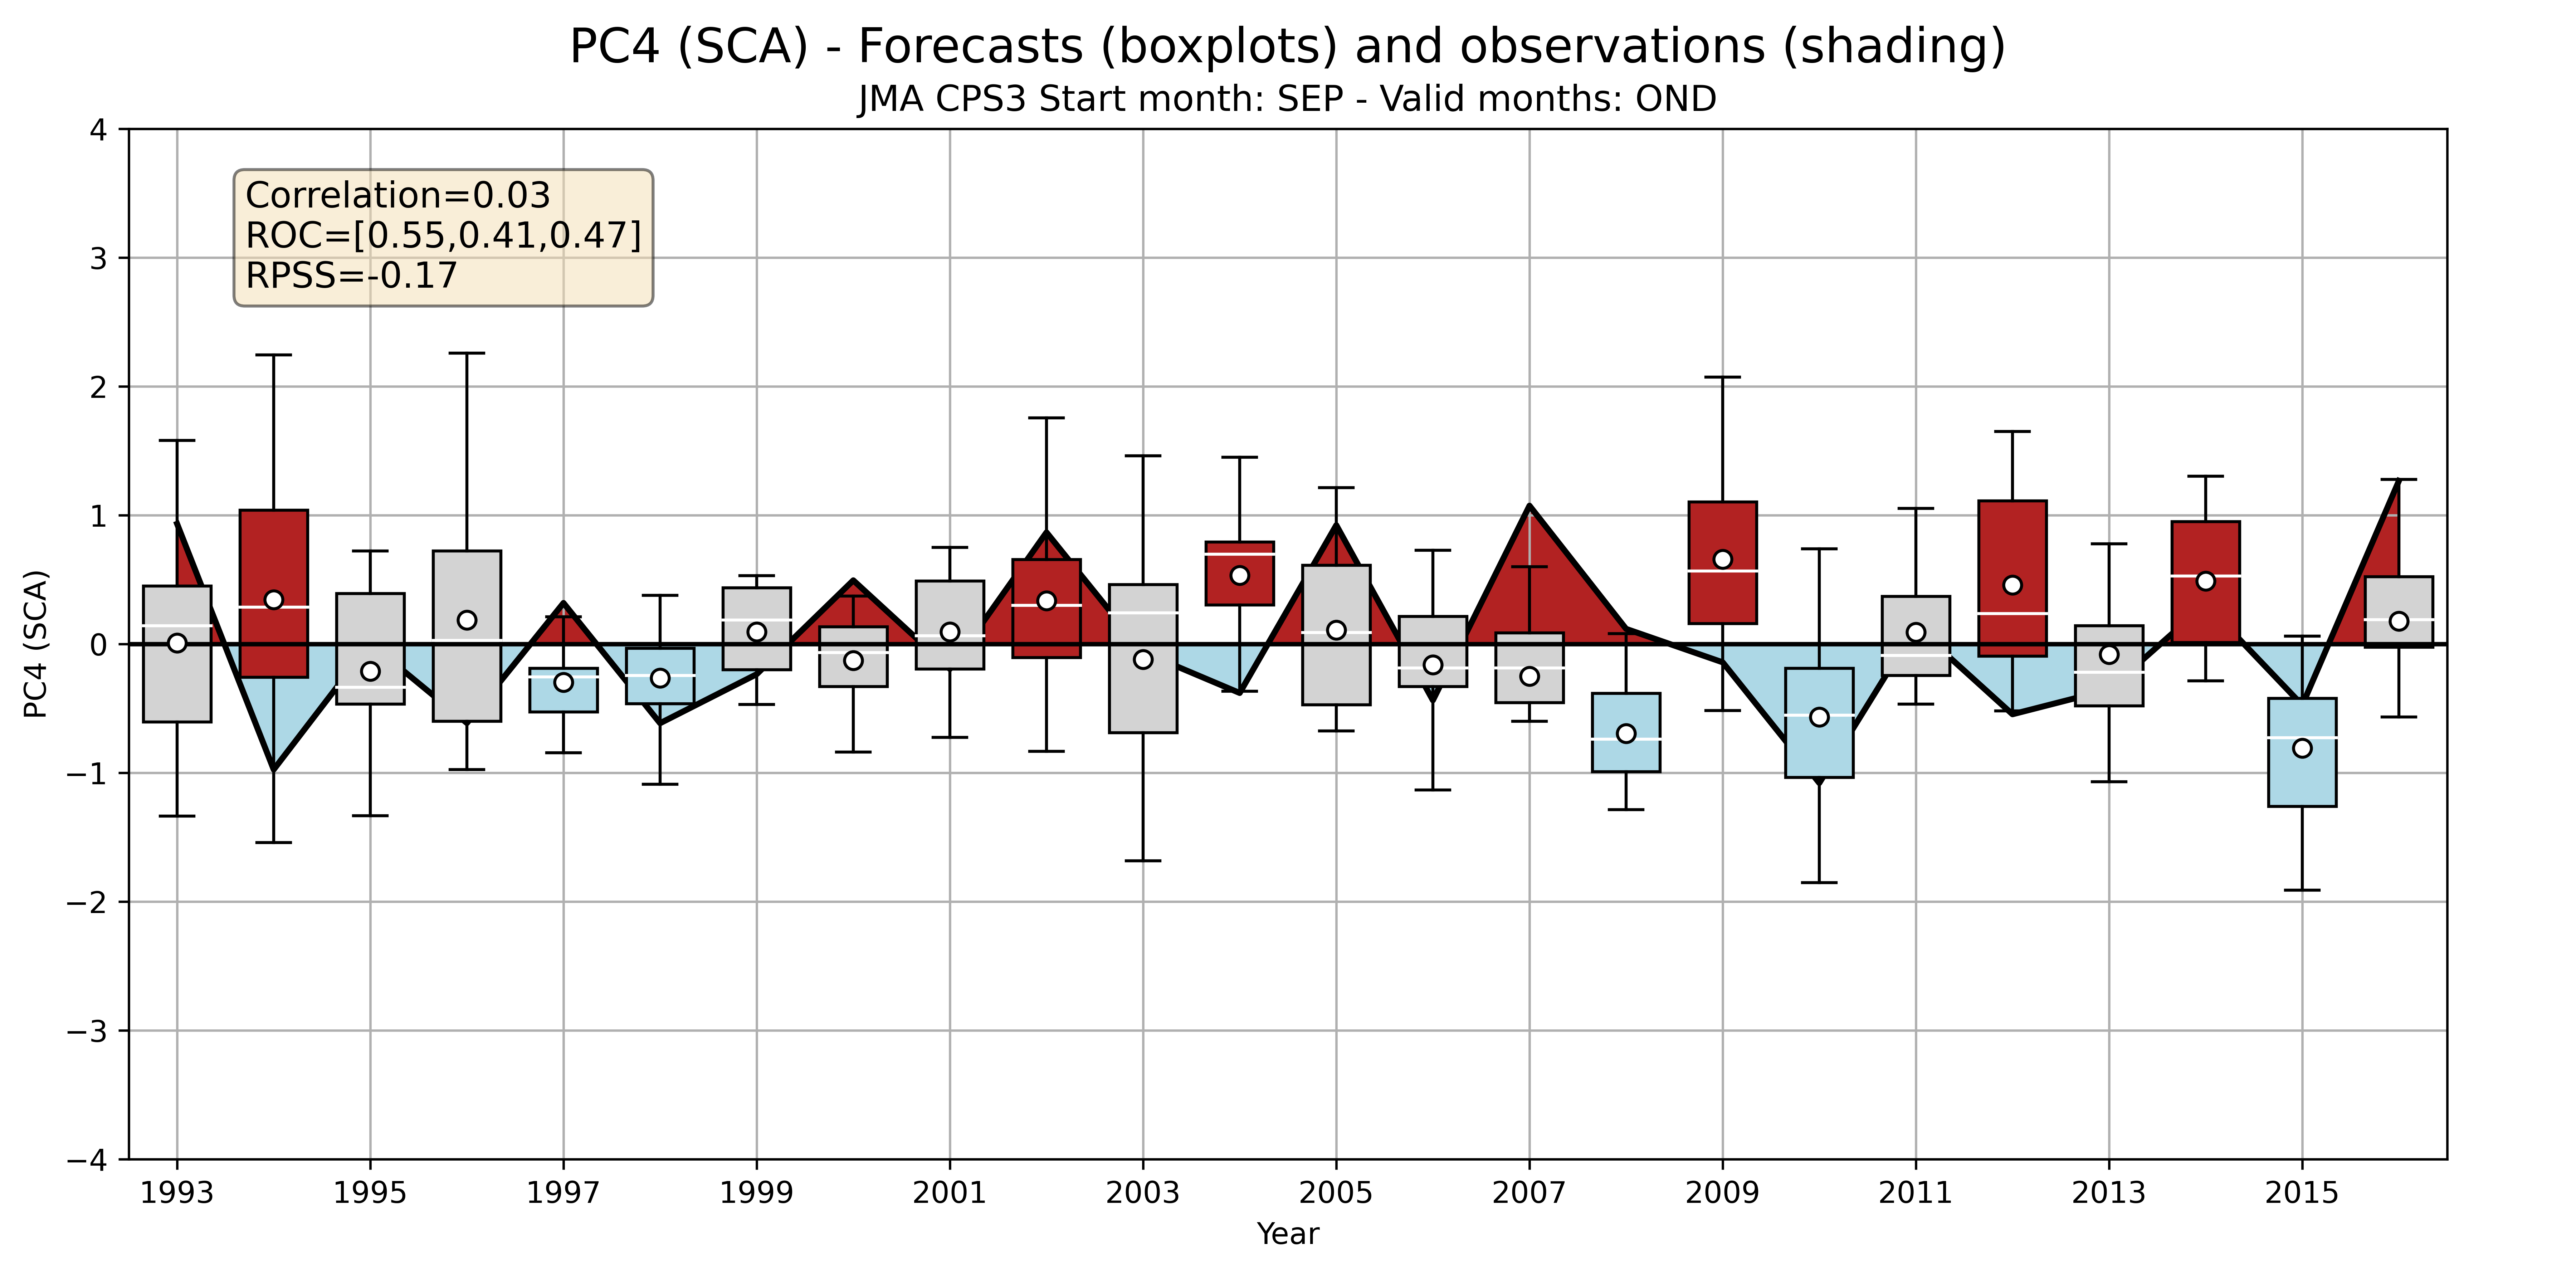 PC4 (SCA) - Forecasts (boxplots) and observations (shading)
JMA CPS3 Start month: SEP - Valid months: OND
Correlation=0.03
ROC=[0.55,0.41,0.47]
RPSS=-0.17
PC4 (SCA)
4
3
2
1
0
−1
−2
−3
−4
1993 1995 1997 1999 2001 2003 2005 2007 2009 2011 2013 2015
Year